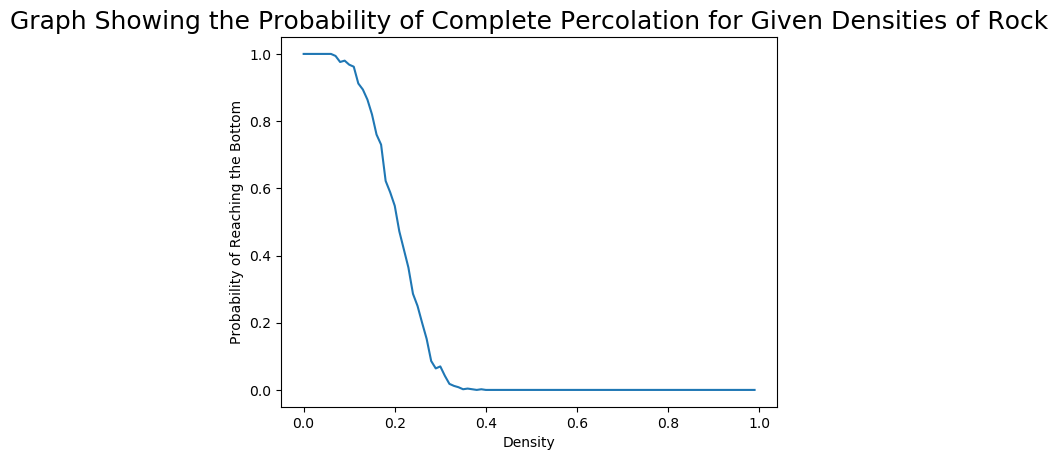 Graph Showing the Probability of Complete Percolation for Given Densities of Rock
1.0
0.8
0.6
0.4
0.2
0.0
Probability of Reaching the Bottom
0.0 0.2 0.4 0.6 0.8 1.0
Density